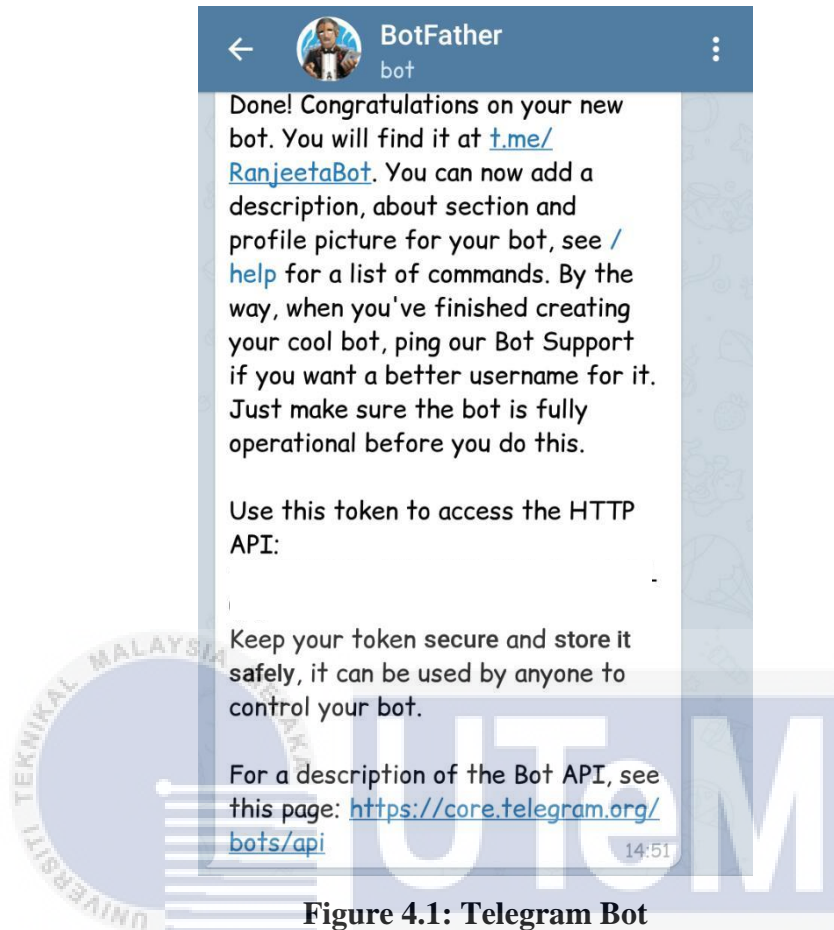 BotFather
bot
Done! Congratulations on your new
bot. You will find it at t.me/
RanjeetaBot. You can now add a
description, about section and
profile picture for your bot, see /
help for a list of commands. By the
way, when you've finished creating
your cool bot, ping our Bot Support
if you want a better username for it.
Just make sure the bot is fully
operational before you do this.
Use this token to access the HTTP
API:
Keep your token secure and store it
safely, it can be used by anyone to
control your bot.
For a description of the Bot API, see
this page: https://core.telegram.org/
bots/api
14:51
UTeM
Figure 4.1: Telegram Bot